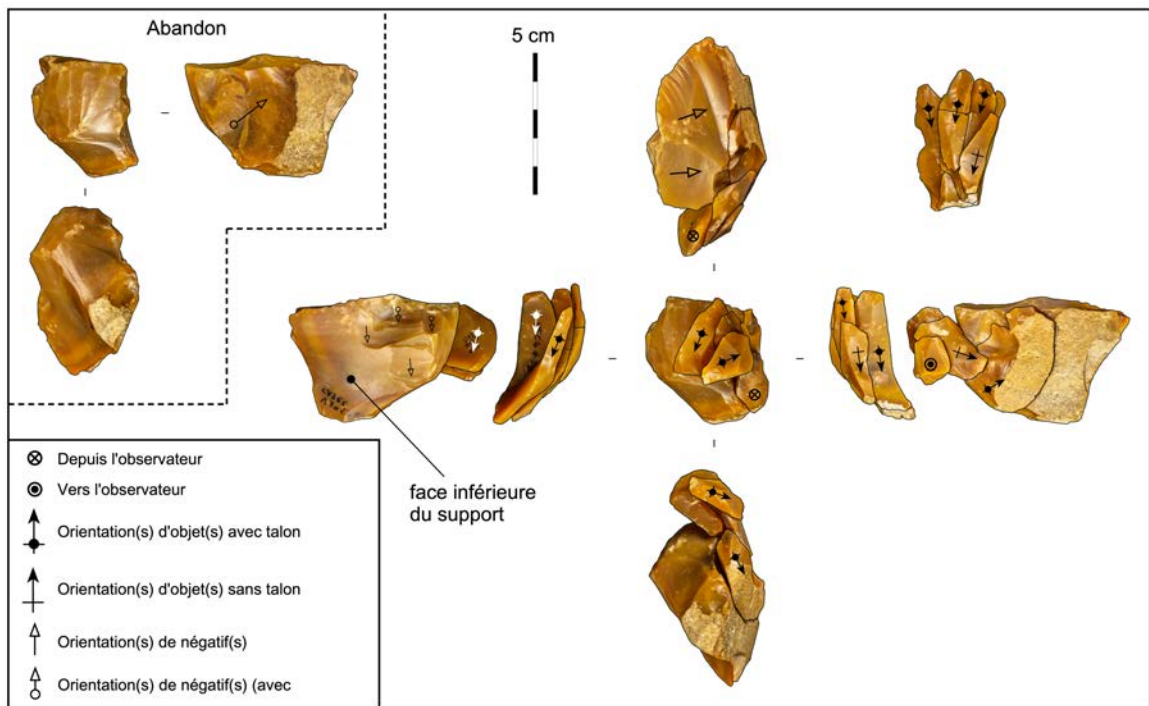 Abandon
5 cm
face inférieure
du support
Depuis l'observateur
Vers l'observateur
Orientation(s) d'objet(s) avec talon
Orientation(s) d'objet(s) sans talon
Orientation(s) de négatif(s)
Orientation(s) de négatif(s) (avec